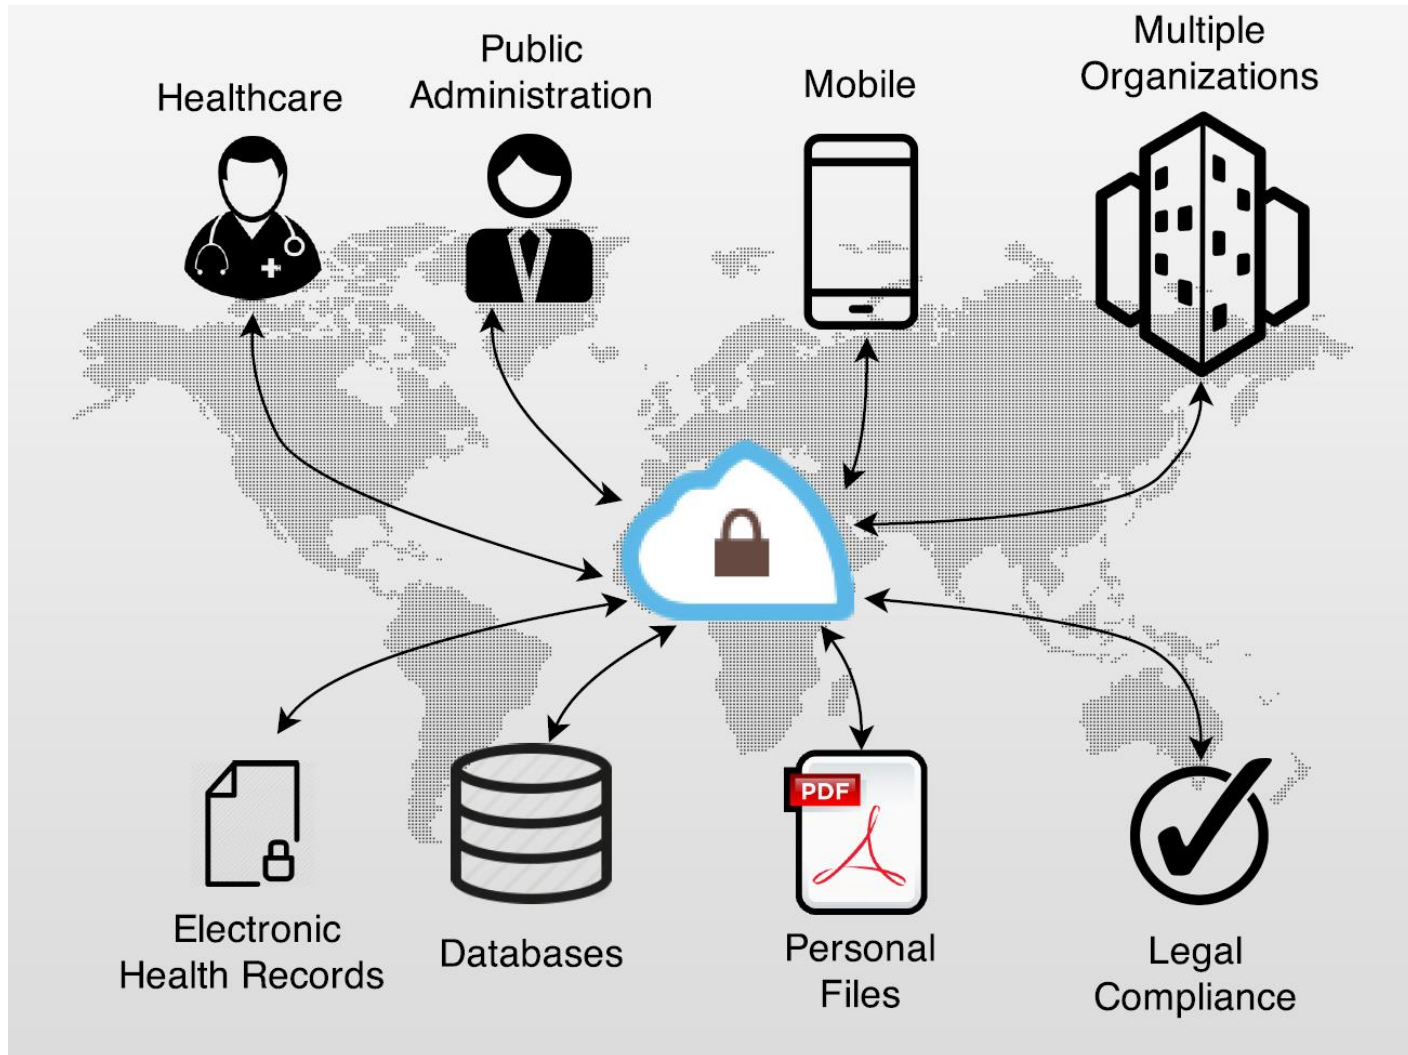 Healthcare
Public
Administration
Mobile
Multiple
Organizations
Electronic
Health Records
Databases
PDF
Personal
Files
Legal
Compliance